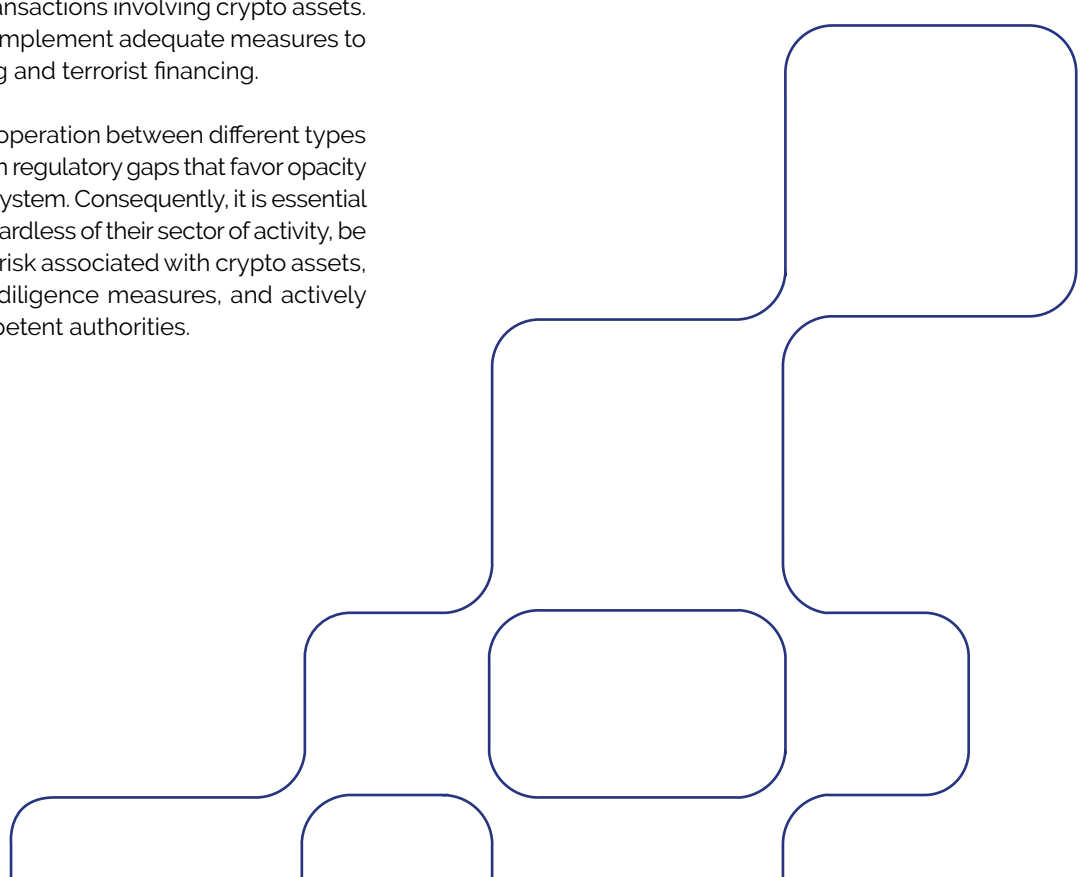 ansactions involving crypto assets.
mplement adequate measures to
g and terrorist financing.
operation between different types
n regulatory gaps that favor opacity
ystem. Consequently, it is essential
ardless of their sector of activity, be
risk associated with crypto assets,
diligence measures, and actively
petent authorities.